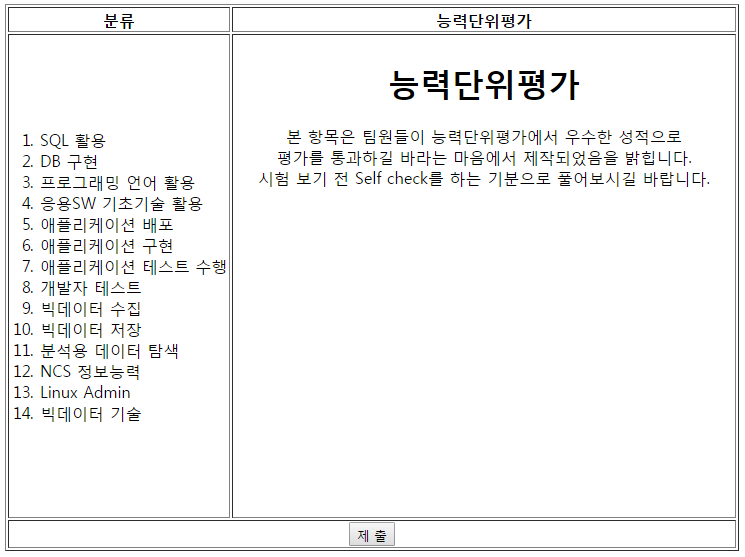 분류
능력단위평가
1. SQL 활용
2. DB 구현
3. 프로그래밍 언어 활용
4. 응용SW 기초기술 활용
5. 애플리케이션 배포
6. 애플리케이션 구현
7. 애플리케이션 테스트 수행
8. 개발자 테스트
9. 빅데이터 수집
10. 빅데이터 저장
11. 분석용 데이터 탐색
12. NCS 정보능력
13. Linux Admin
14. 빅데이터 기술
능력단위평가
본 항목은 팀원들이 능력단위평가에서 우수한 성적으로
평가를 통과하길 바라는 마음에서 제작되었음을 밝힙니다.
시험 보기 전 Self check를 하는 기분으로 풀어보시길 바랍니다.
제 출